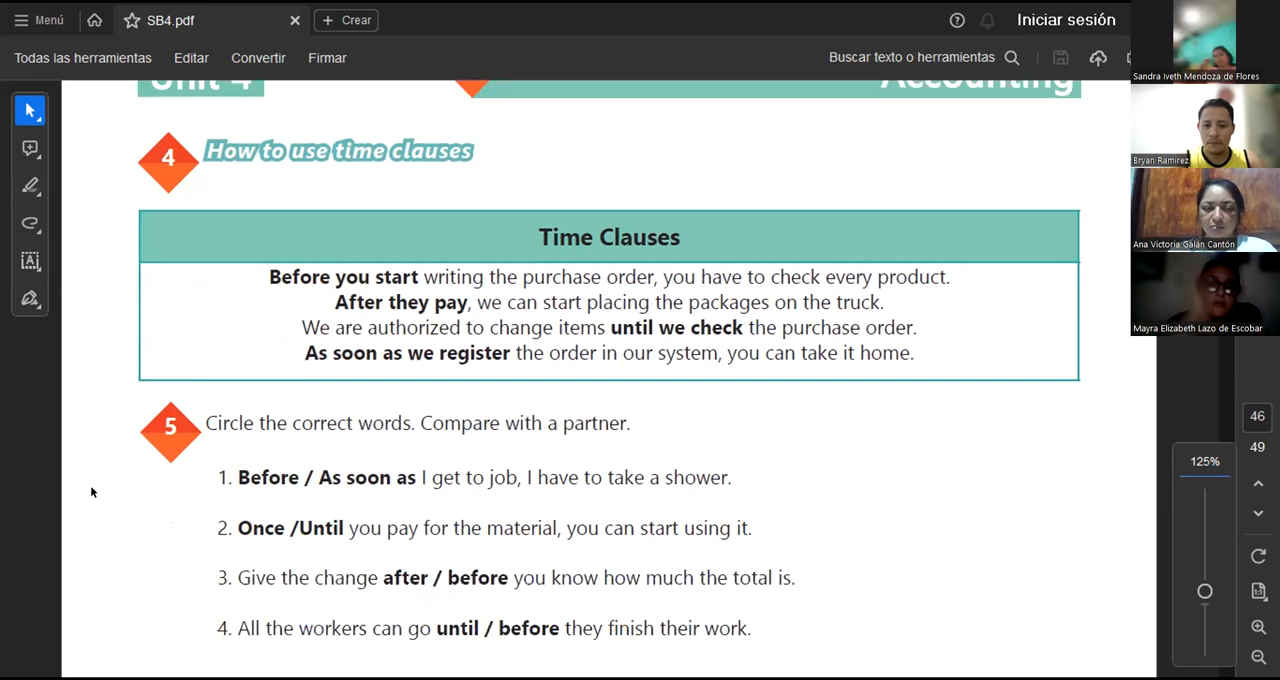 Menú
SB4.pdf
Crear
Iniciar sesión
Todas las herramientas
Editar
Convertir
Firmar
Buscar texto o herramientas
Unit 4
Accounting
4
How to use time clauses
Time Clauses
Before you start writing the purchase order, you have to check every product.
After they pay, we can start placing the packages on the truck.
We are authorized to change items until we check the purchase order.
As soon as we register the order in our system, you can take it home.
5
Circle the correct words. Compare with a partner.
1. Before / As soon as I get to job, I have to take a shower.
2. Once /Until you pay for the material, you can start using it.
3. Give the change after / before you know how much the total is.
4. All the workers can go until / before they finish their work.
Sandra Iveth Mendoza de Flores
Bryan Ramirez
Ana Victoria Galán Cantón
Mayra Elizabeth Lazo de Escobar
46
49
125%
1:1